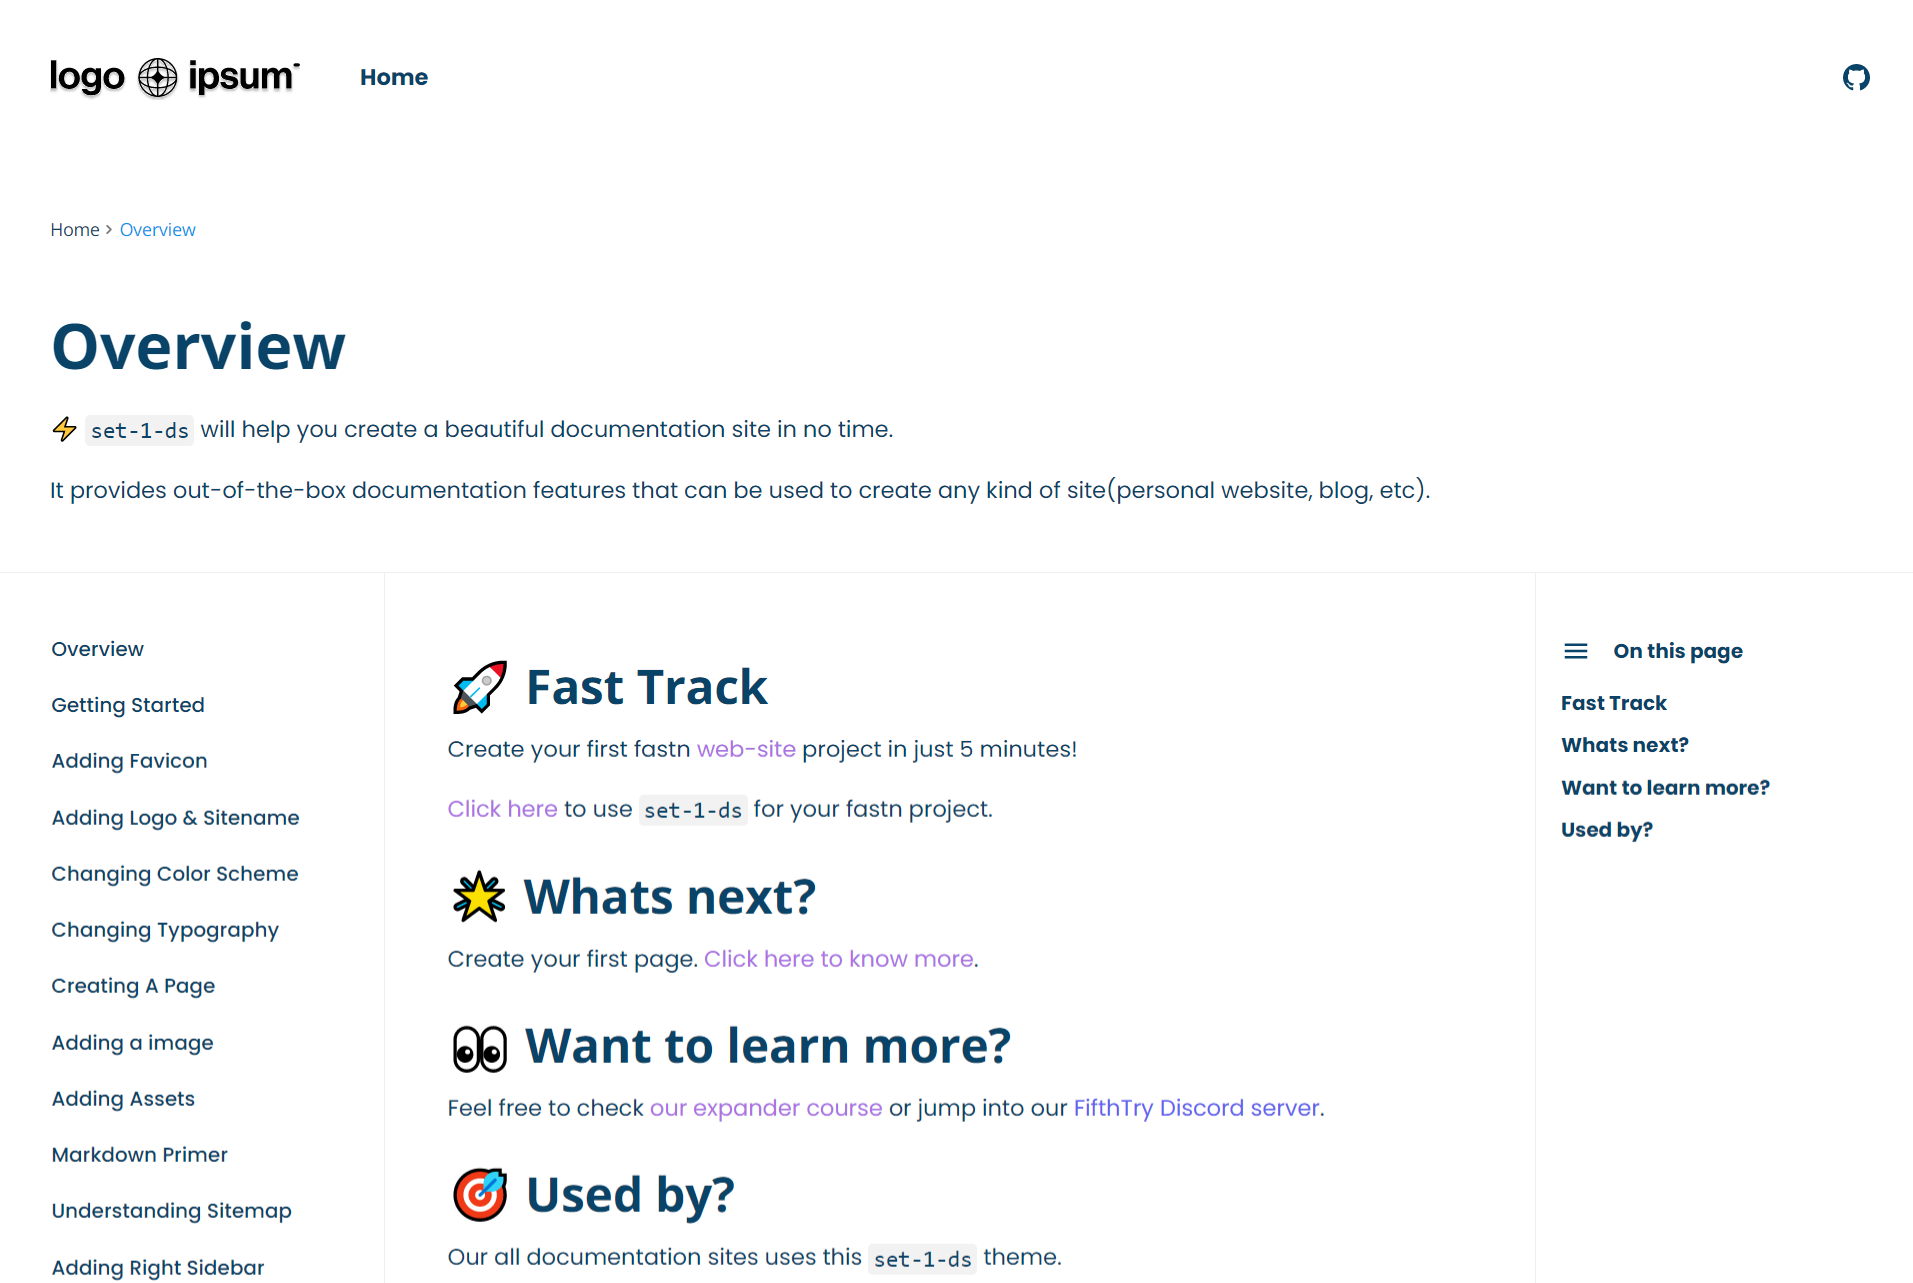 logo ipsum
Home
Home > Overview
Overview
⚡ set-1-ds will help you create a beautiful documentation site in no time.
It provides out-of-the-box documentation features that can be used to create any kind of site(personal website, blog, etc).
Overview
Getting Started
Adding Favicon
Adding Logo & Sitename
Changing Color Scheme
Changing Typography
Creating A Page
Adding a image
Adding Assets
Markdown Primer
Understanding Sitemap
Adding Right Sidebar
🚀 Fast Track
Create your first fastn web-site project in just 5 minutes!
Click here to use set-1-ds for your fastn project.
🌟 Whats next?
Create your first page. Click here to know more.
👀 Want to learn more?
Feel free to check our expander course or jump into our FifthTry Discord server.
🎯 Used by?
Our all documentation sites uses this set-1-ds theme.
On this page
Fast Track
Whats next?
Want to learn more?
Used by?